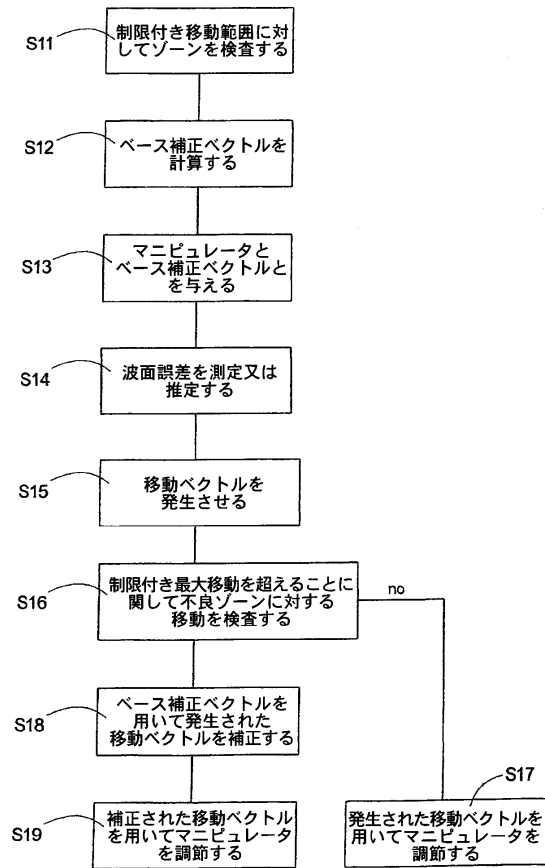 S11
制限付き移動範囲に対
してゾーンを検査する
S12
ベース補正ベクトルを
計算する
S13
マニピュレータと
ベース補正ベクトルと
を与える
S14
波面誤差を測定又は
推定する
S15
移動ベクトルを
発生させる
S16
制限付き最大移動を超えることに
関して不良ゾーンに対する
移動を検査する
no
S18
ベース補正ベクトルを
用いて発生された
移動ベクトルを補正する
S17
S19
補正された移動ベクトル
を用いてマニピュレータ
を調節する
発生された移動ベクトルを
用いてマニピュレータを
調節する